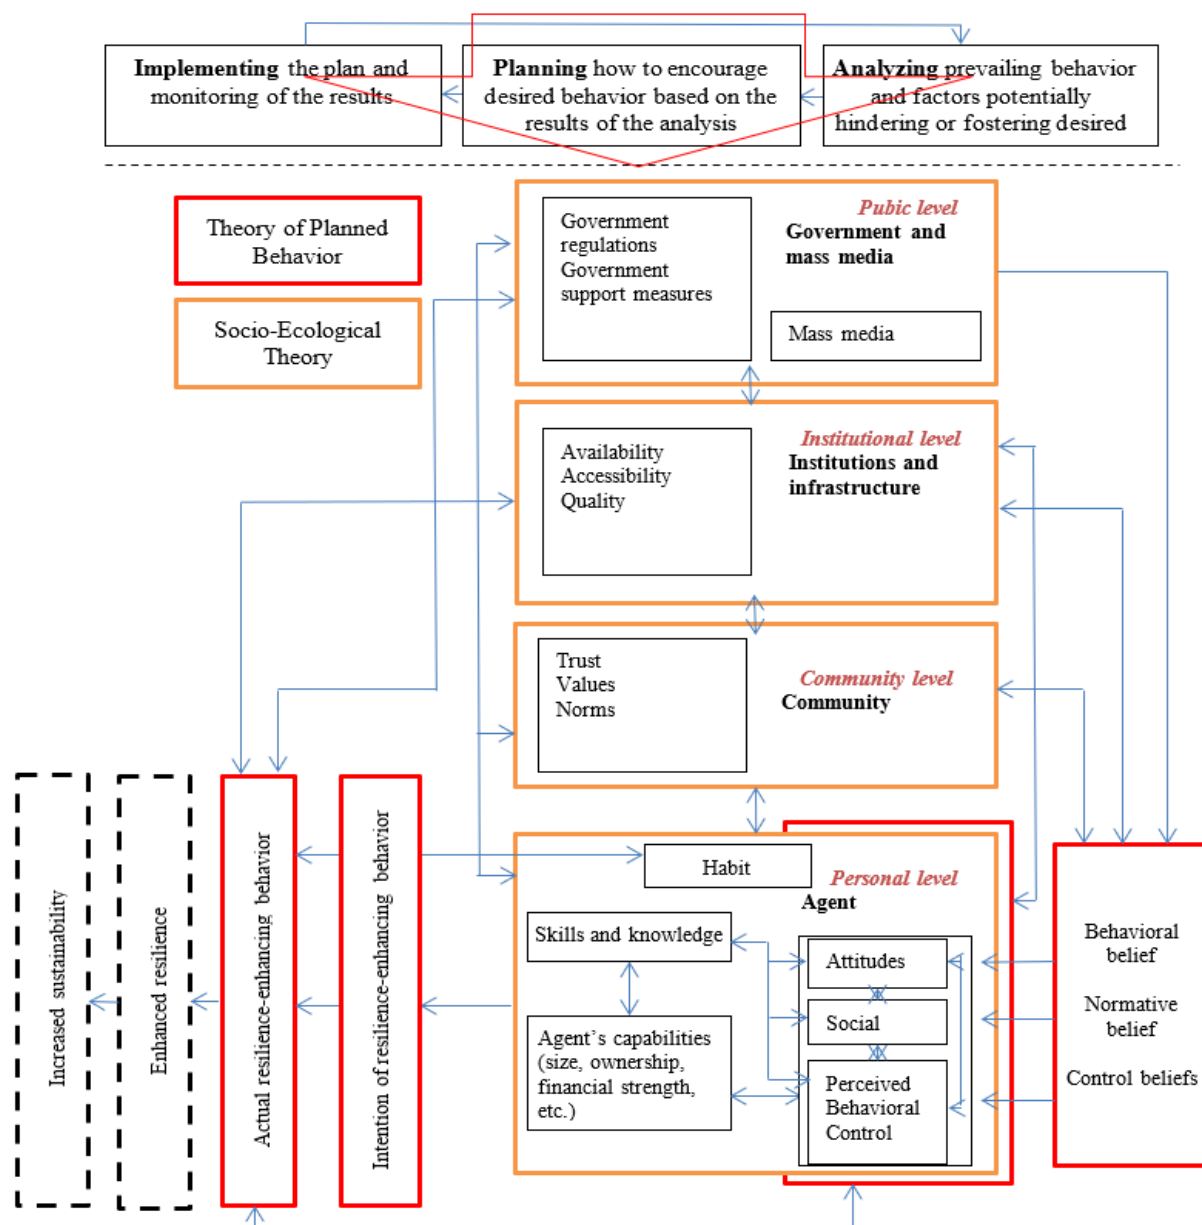 Implementing the plan and
monitoring of the results
Planning how to encourage
desired behavior based on the
results of the analysis
Analyzing prevailing behavior
and factors potentially
hindering or fostering desired
Theory of Planned
Behavior
Socio-Ecological
Theory
Government
regulations
Government
support measures
Pubic level
Government and
mass media
Mass media
Availability
Accessibility
Quality
Institutional level
Institutions and
infrastructure
Trust
Values
Norms
Community level
Community
Increased sustainability
Enhanced resilience
Actual resilience-enhancing behavior
Intention of resilience-enhancing behavior
Habit
Personal level
Agent
Skills and knowledge
Agent's capabilities
(size, ownership,
financial strength,
etc.)
Attitudes
Social
Perceived
Behavioral
Control
Behavioral
belief
Normative
belief
Control beliefs